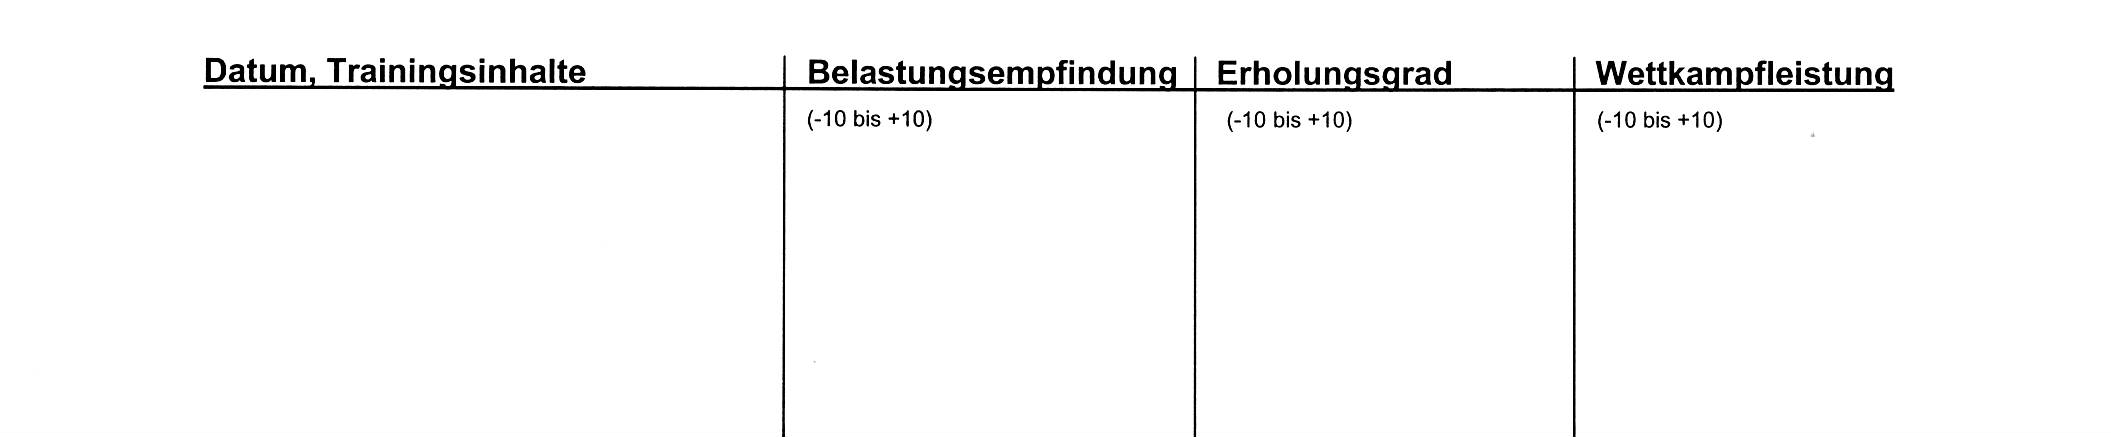 Datum, Trainingsinhalte Belastungsempfindung Erholungsgrad Wettkampfleistung
(-10 bis +10) (-10 bis +10) (-10 bis +10)